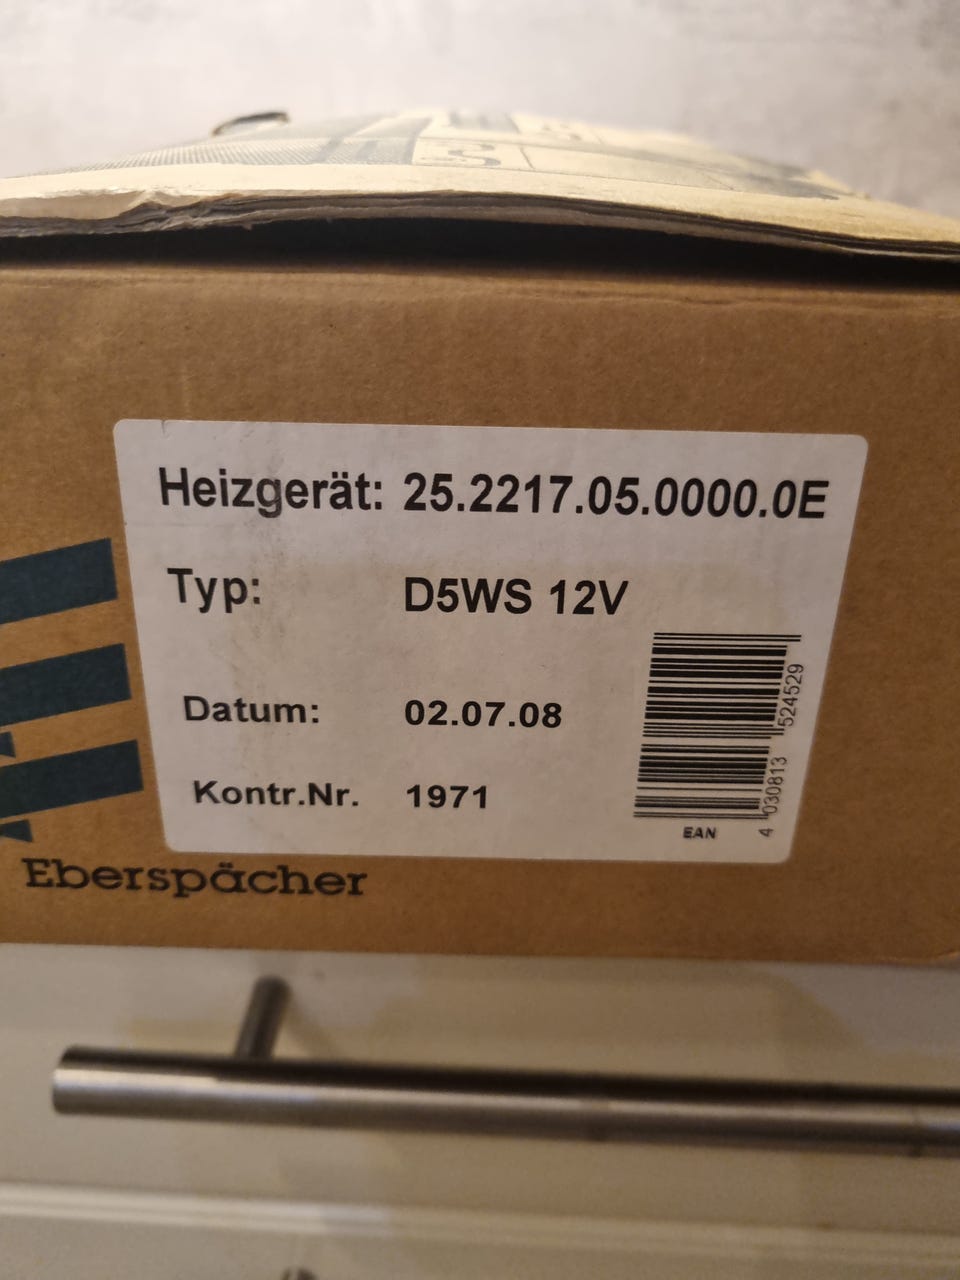 Heizgerät: 25.2217.05.0000.0E
Typ: D5WS 12V
Datum: 02.07.08
Kontr.Nr. 1971
EAN
4 030813 524529
Eberspächer